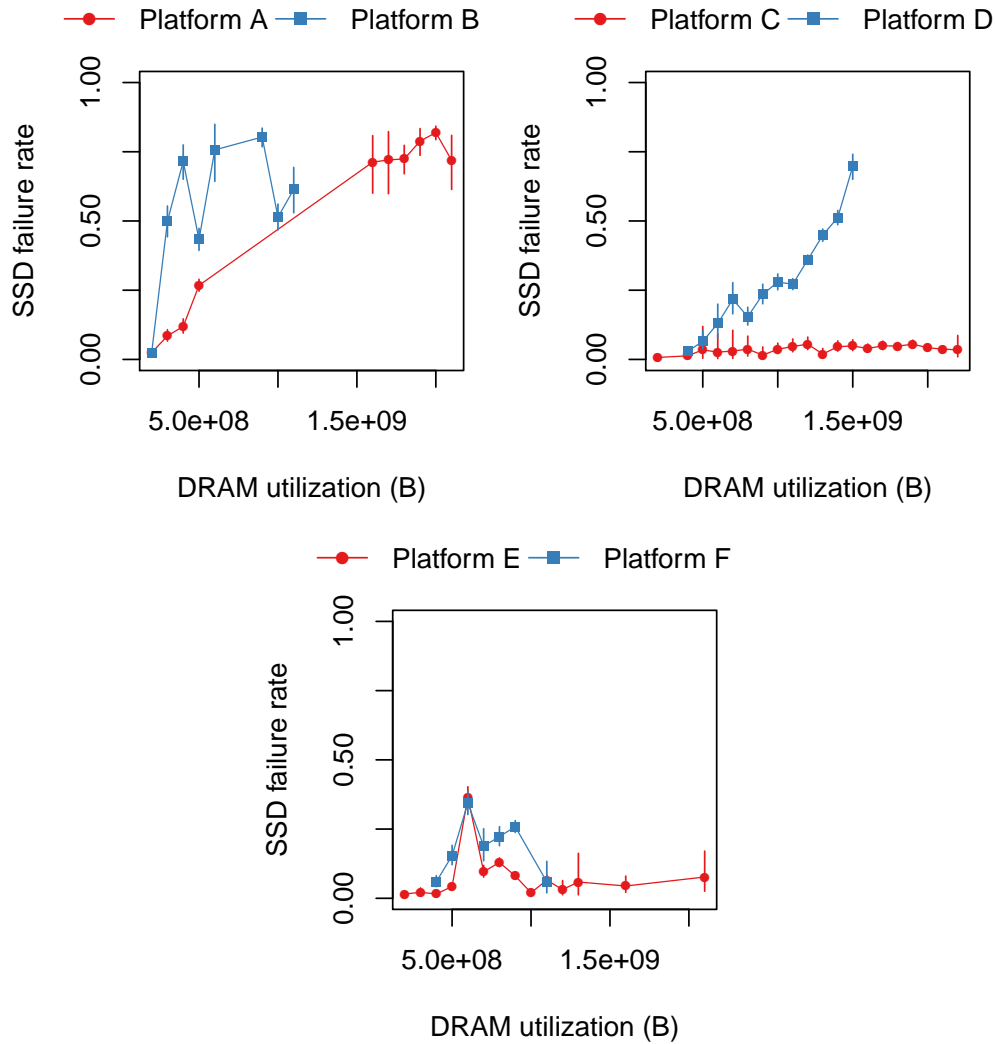 Platform A Platform B
SSD failure rate
1.00
0.50
0.00
5.0e+08 1.5e+09
DRAM utilization (B)
Platform C Platform D
SSD failure rate
1.00
0.50
0.00
5.0e+08 1.5e+09
DRAM utilization (B)
Platform E Platform F
SSD failure rate
1.00
0.50
0.00
5.0e+08 1.5e+09
DRAM utilization (B)